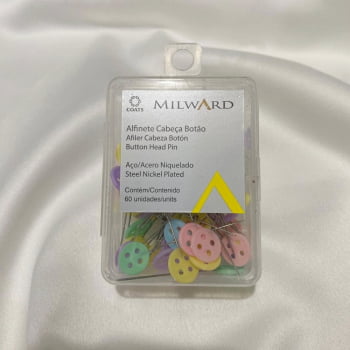 COATS
MILWARD
Alfinete Cabeça Botão
Afiler Cabeza Botón
Button Head Pin
Aço/Acero Niquelado
Steel Nickel Plated
Contém/Contenido
60 unidades/units